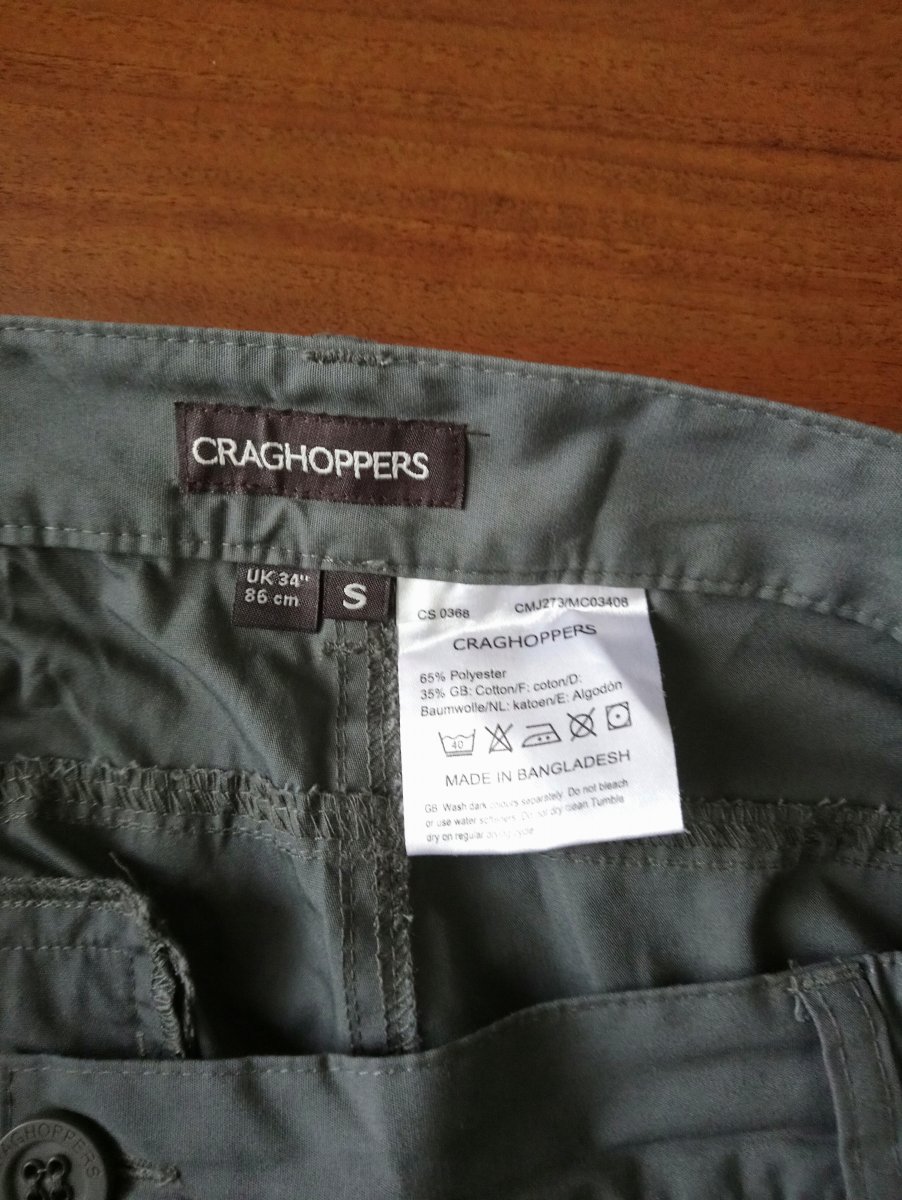 CRAGHOPPERS
UK 34"
86 cm
S
CS 0368 CMJ273/MC03408
CRAGHOPPERS
65% Polyester
35% GB: Cotton/F: coton/D:
Baumwolle/NL: katoen/E: Algodón
40
MADE IN BANGLADESH
GB: Wash dark colours separately. Do not bleach
or use water softeners. Do not dry clean Tumble
dry on regular drying cycle
CRAGHOPPERS